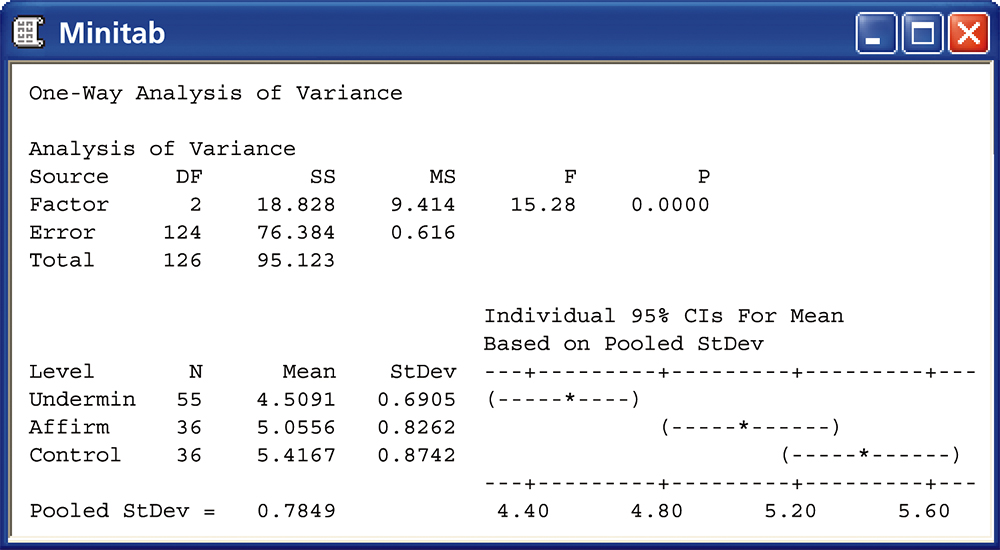 Minitab
One-Way Analysis of Variance
Analysis of Variance
Source DF SS MS F P
Factor 2 18.828 9.414 15.28 0.0000
Error 124 76.384 0.616
Total 126 95.123
Individual 95% CIs For Mean
Based on Pooled StDev
Level N Mean StDev ---+---------+---------+---------+---
Undermin 55 4.5091 0.6905 (-----*----)
Affirm 36 5.0556 0.8262 (-----*------)
Control 36 5.4167 0.8742 (-----*------)
---+---------+---------+---------+---
Pooled StDev = 0.7849 4.40 4.80 5.20 5.60